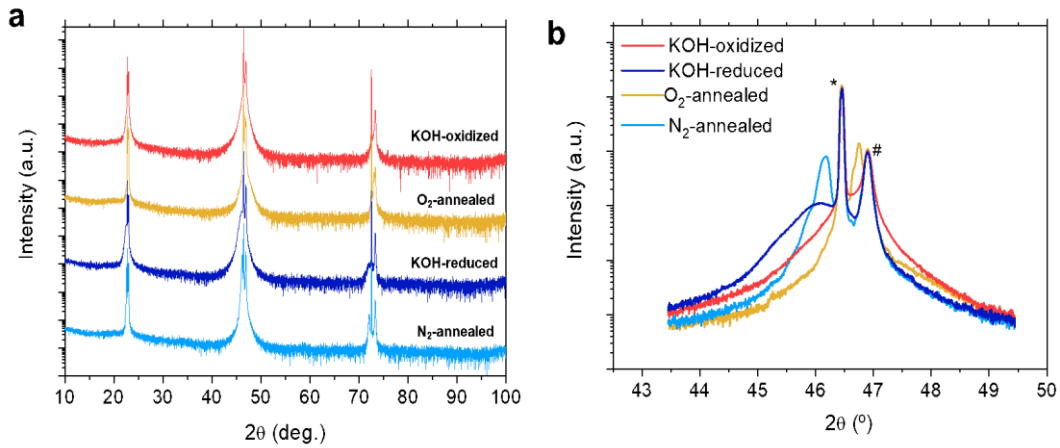 a
Intensity (a.u.)
KOH-oxidized
O₂-annealed
KOH-reduced
N₂-annealed
10 20 30 40 50 60 70 80 90 100
2θ (deg.)
b
Intensity (a.u.)
KOH-oxidized
KOH-reduced
O₂-annealed
N₂-annealed
*
#
43 44 45 46 47 48 49 50
2θ (º)